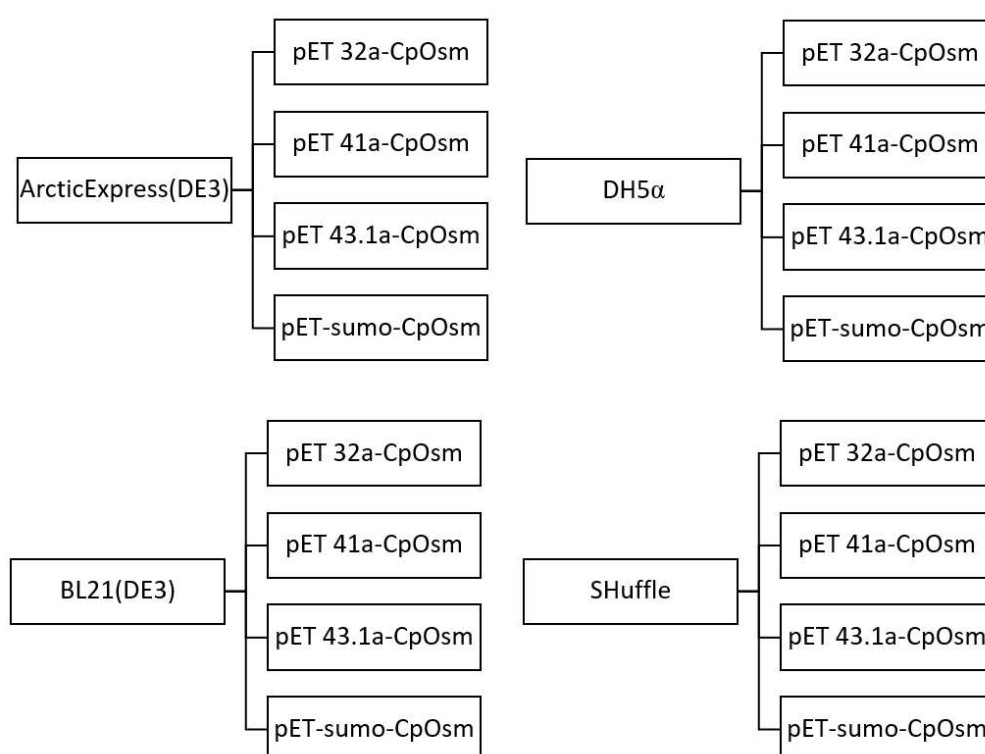 ArcticExpress(DE3)
pET 32a-CpOsm
pET 41a-CpOsm
pET 43.1a-CpOsm
pET-sumo-CpOsm
DH5α
pET 32a-CpOsm
pET 41a-CpOsm
pET 43.1a-CpOsm
pET-sumo-CpOsm
BL21(DE3)
pET 32a-CpOsm
pET 41a-CpOsm
pET 43.1a-CpOsm
pET-sumo-CpOsm
SHuffle
pET 32a-CpOsm
pET 41a-CpOsm
pET 43.1a-CpOsm
pET-sumo-CpOsm